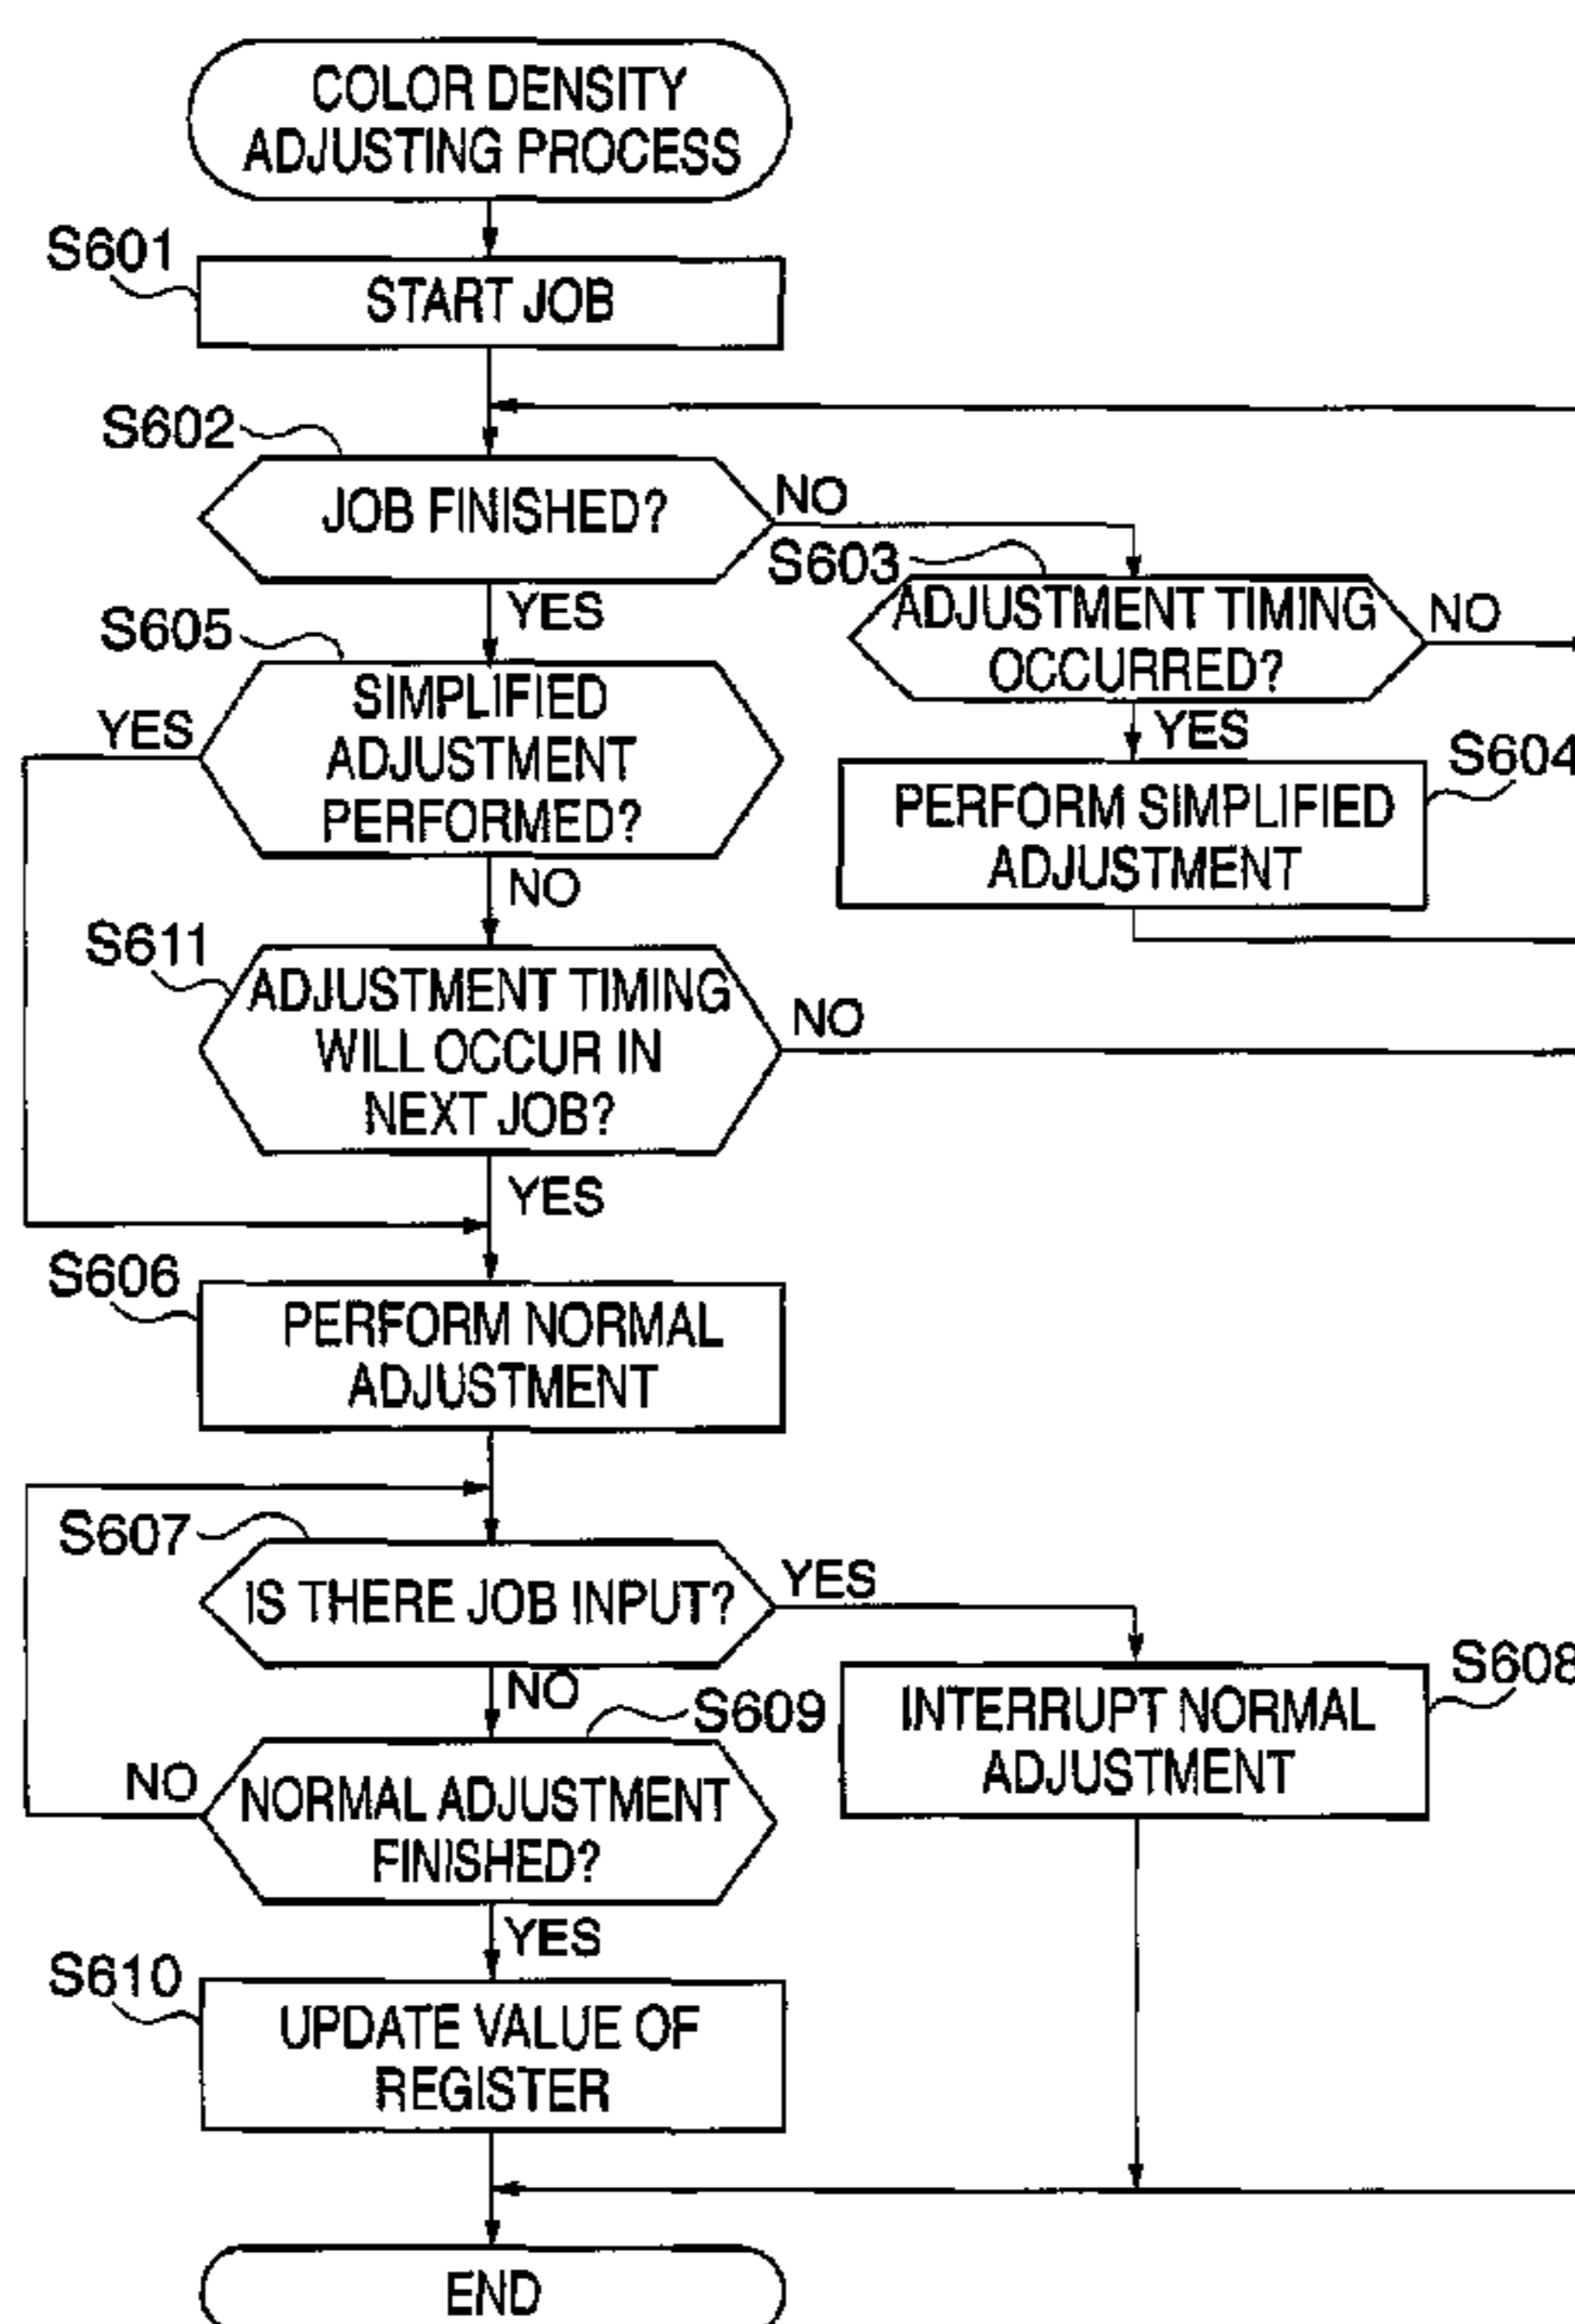 COLOR DENSITY
ADJUSTING PROCESS
S601
START JOB
S602
JOB FINISHED?
NO
YES
S603
ADJUSTMENT TIMING
OCCURRED?
NO
YES
S604
PERFORM SIMPLIFIED
ADJUSTMENT
S605
SIMPLIFIED
ADJUSTMENT
PERFORMED?
YES
NO
S611
ADJUSTMENT TIMING
WILL OCCUR IN
NEXT JOB?
NO
YES
S606
PERFORM NORMAL
ADJUSTMENT
S607
IS THERE JOB INPUT?
YES
NO
S608
INTERRUPT NORMAL
ADJUSTMENT
S609
NORMAL ADJUSTMENT
FINISHED?
NO
YES
S610
UPDATE VALUE OF
REGISTER
END